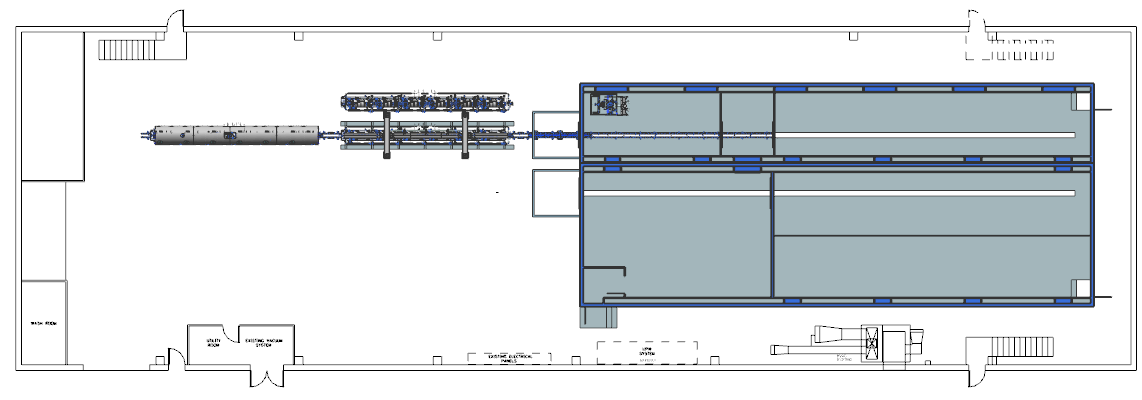 WASH ROOM
UTILITY
ROOM
EXISTING VACUUM
SYSTEM
EXISTING ELECTRICAL
PANELS
UPW
SYSTEM